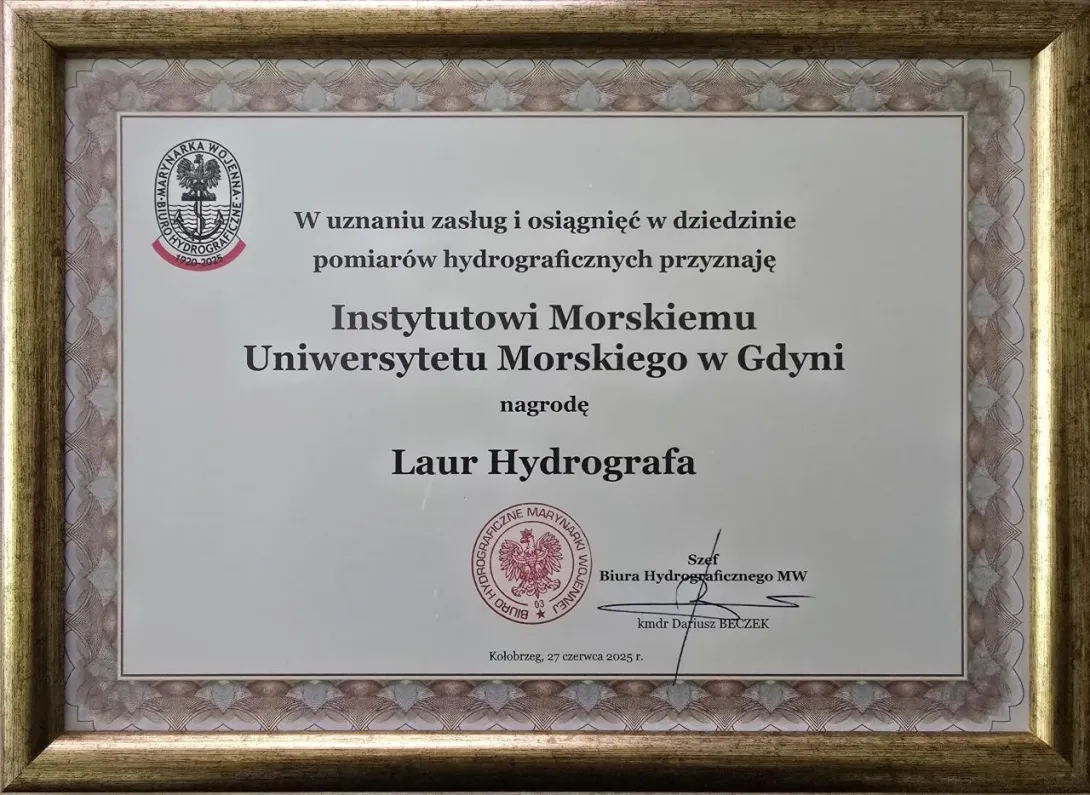 MARYNARKA WOJENNA
BIURO HYDROGRAFICZNE
1920-2025
W uznaniu zasług i osiągnięć w dziedzinie
pomiarów hydrograficznych przyznaję
Instytutowi Morskiemu
Uniwersytetu Morskiego w Gdyni
nagrodę
Laur Hydrografa
BIURO HYDROGRAFICZNE MARYNARKI WOJENNEJ
03
Szef
Biura Hydrograficznego MW
kmdr Dariusz BECZEK
Kołobrzeg, 27 czerwca 2025 r.